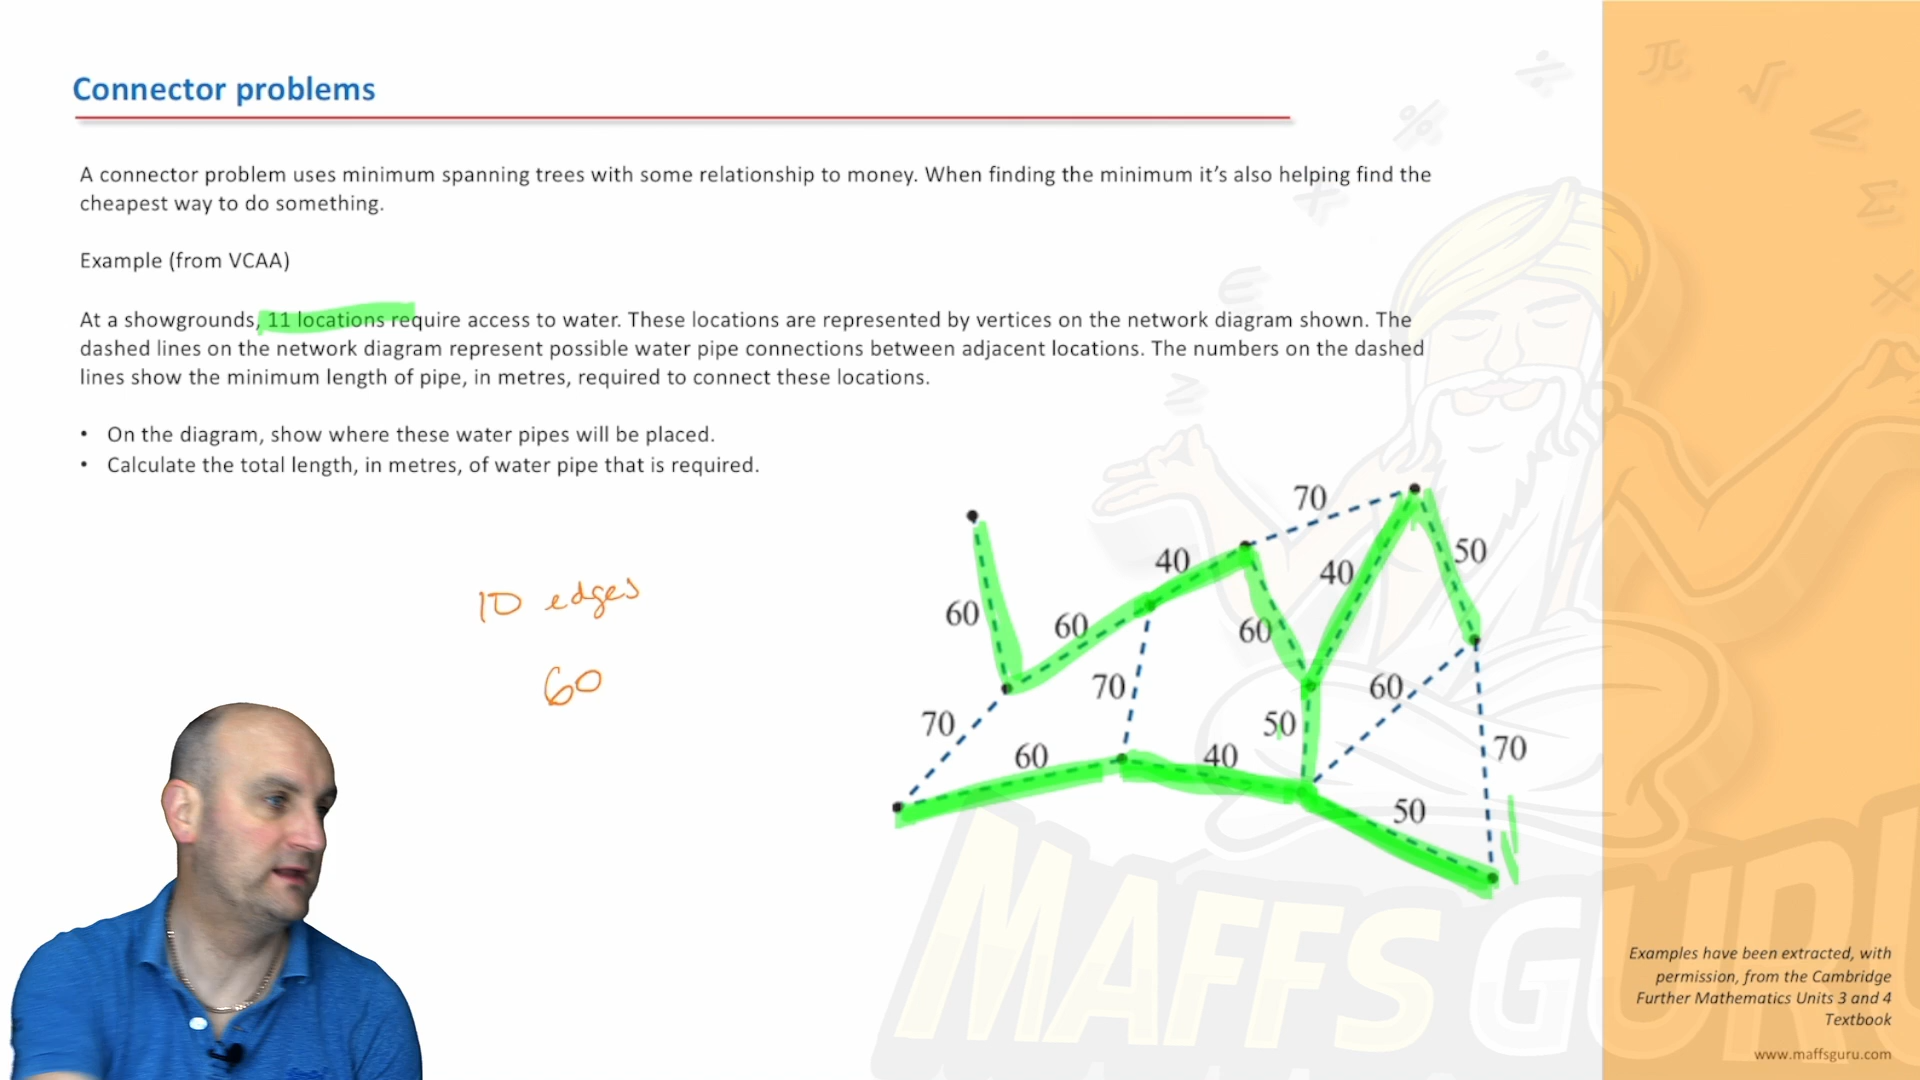 Connector problems
A connector problem uses minimum spanning trees with some relationship to money. When finding the minimum it's also helping find the
cheapest way to do something.
Example (from VCAA)
At a showgrounds, 11 locations require access to water. These locations are represented by vertices on the network diagram shown. The
dashed lines on the network diagram represent possible water pipe connections between adjacent locations. The numbers on the dashed
lines show the minimum length of pipe, in metres, required to connect these locations.
• On the diagram, show where these water pipes will be placed.
• Calculate the total length, in metres, of water pipe that is required.
10 edges
60
70
40
50
40
60
60
60
60
70
50
70
60
40
70
50
MAFFS GURU
Examples have been extracted, with
permission, from the Cambridge
Further Mathematics Units 3 and 4
Textbook
www.maffsguru.com